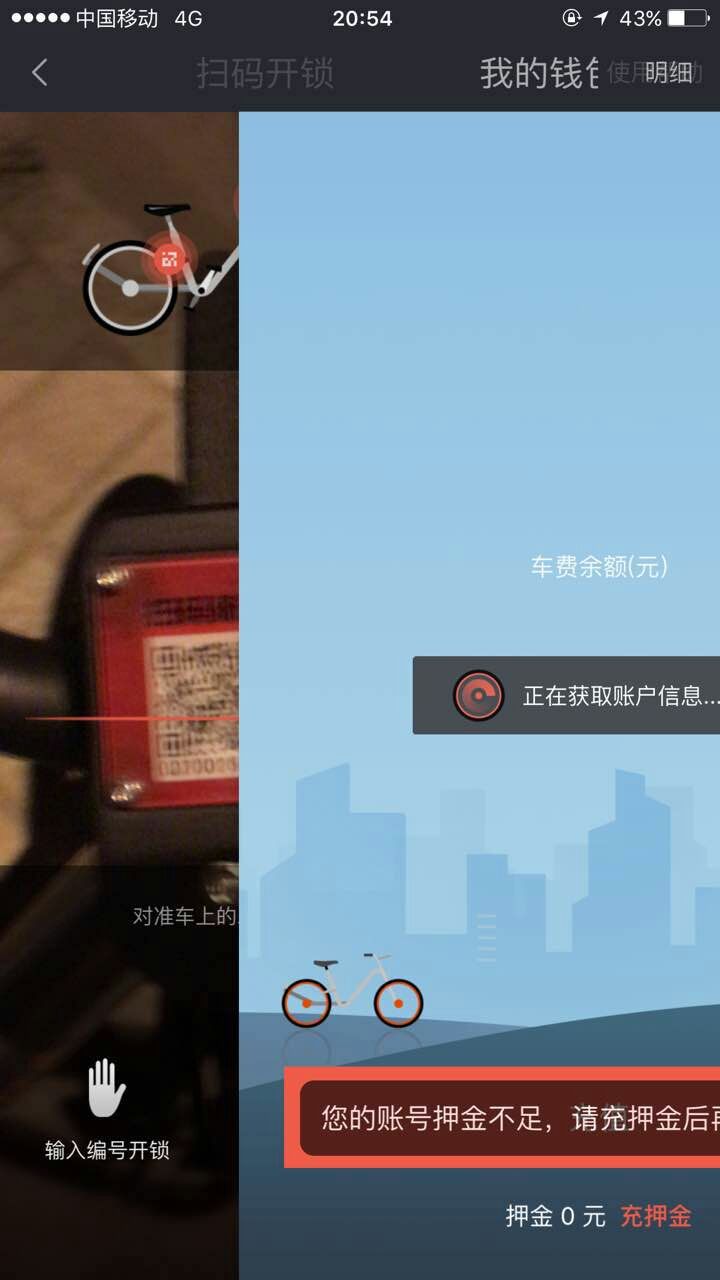 中国移动 4G 20:54 43%
扫码开锁 我的钱包 使用帮助 明细
车费余额(元)
正在获取账户信息...
对准车上的
您的账号押金不足，请充押金后再
输入编号开锁
押金 0 元 充押金